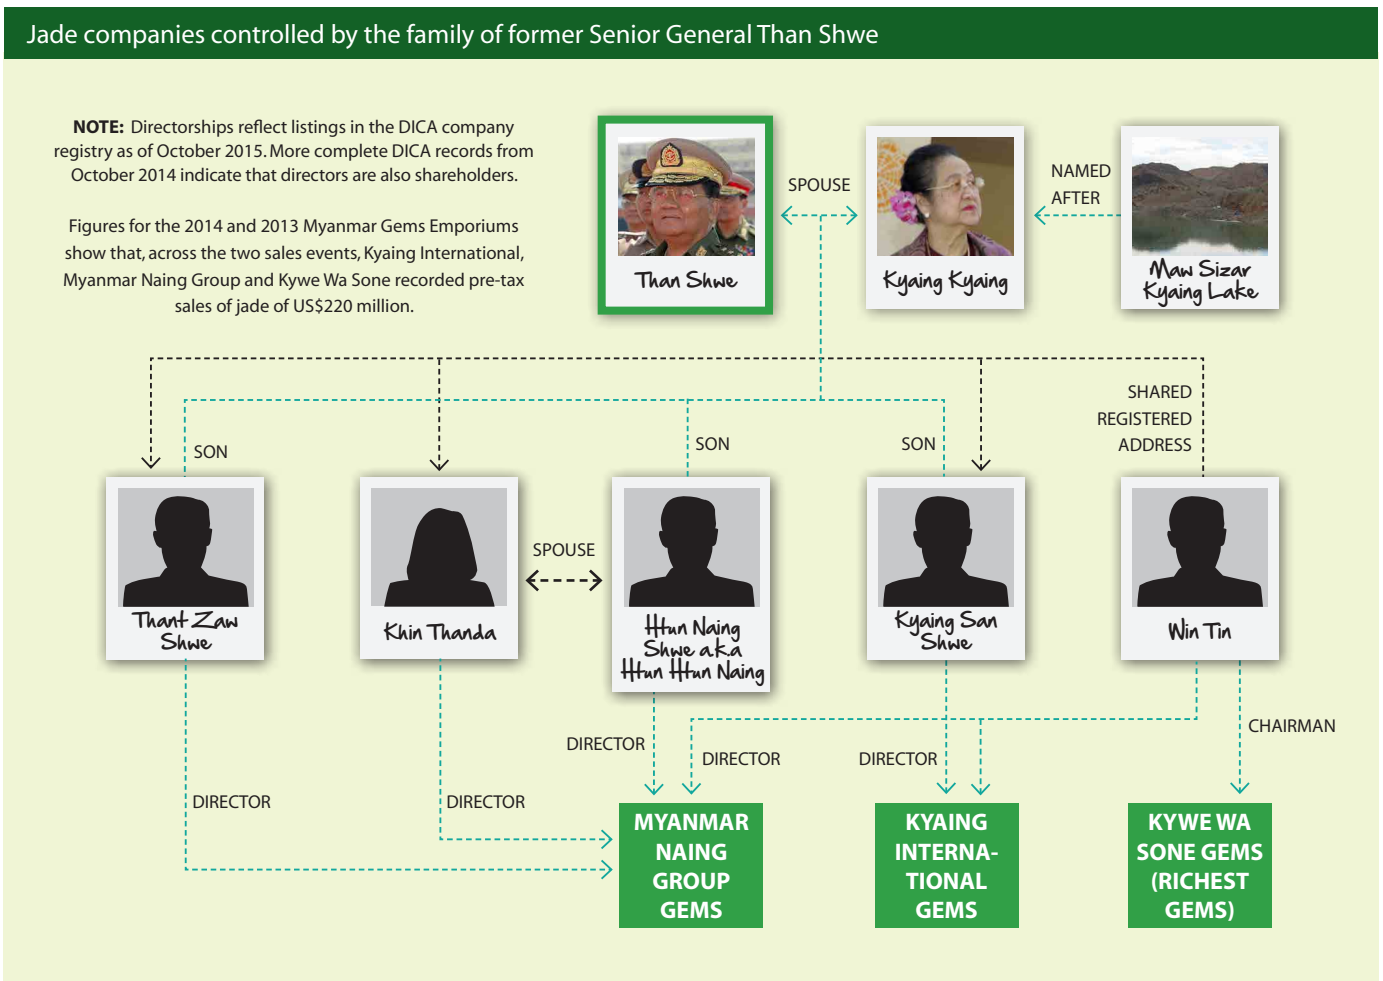 Jade companies controlled by the family of former Senior General Than Shwe
NOTE: Directorships reflect listings in the DICA company
registry as of October 2015. More complete DICA records from
October 2014 indicate that directors are also shareholders.
Figures for the 2014 and 2013 Myanmar Gems Emporiums
show that, across the two sales events, Kyaing International,
Myanmar Naing Group and Kywe Wa Sone recorded pre-tax
sales of jade of US$220 million.
Than Shwe
SPOUSE
Kyaing Kyaing
NAMED
AFTER
Maw Sizar
Kyaing Lake
SHARED
REGISTERED
ADDRESS
SON
SON
SON
Thant Zaw
Shwe
Khin Thanda
SPOUSE
Htun Naing
Shwe a.k.a
Htun Htun Naing
Kyaing San
Shwe
Win Tin
DIRECTOR
DIRECTOR
DIRECTOR
DIRECTOR
DIRECTOR
CHAIRMAN
MYANMAR
NAING
GROUP
GEMS
KYAING
INTERNA-
TIONAL
GEMS
KYWE WA
SONE GEMS
(RICHEST
GEMS)